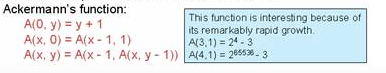 Ackermann's function:
A(0, y) = y + 1
A(x, 0) = A(x - 1, 1)
A(x, y) = A(x - 1, A(x, y - 1))
This function is interesting because of
its remarkably rapid growth.
A(3,1) = 2⁴ - 3
A(4,1) = 2⁶⁵⁵³⁶ - 3